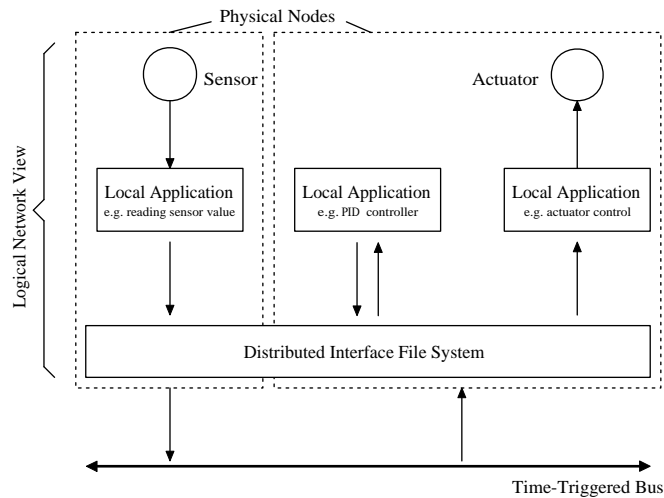 Physical Nodes
Sensor
Actuator
Logical Network View
Local Application
e.g. reading sensor value
Local Application
e.g. PID controller
Local Application
e.g. actuator control
Distributed Interface File System
Time-Triggered Bus